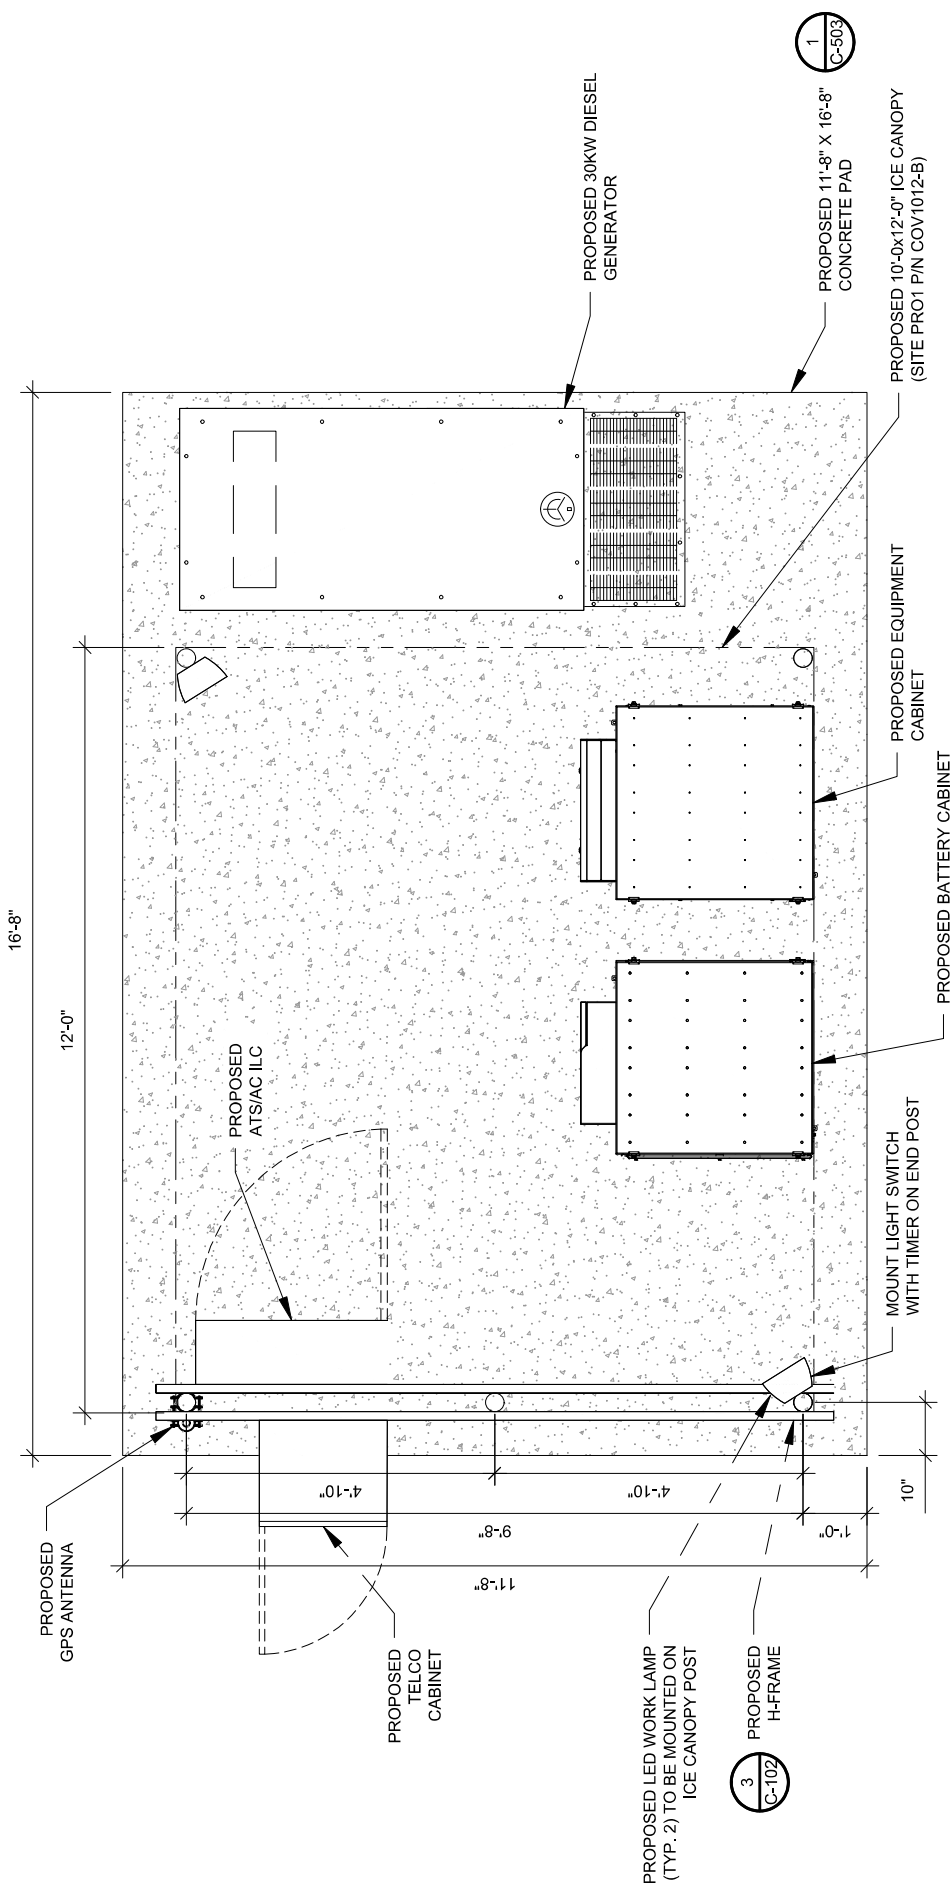 16'-8"
12'-0"
PROPOSED
GPS ANTENNA
PROPOSED
ATS/AC ILC
PROPOSED
TELCO
CABINET
4'-10"
4'-10"
9'-8"
1'-0"
11'-8"
10"
PROPOSED LED WORK LAMP
(TYP. 2) TO BE MOUNTED ON
ICE CANOPY POST
3
C-102
PROPOSED
H-FRAME
MOUNT LIGHT SWITCH
WITH TIMER ON END POST
PROPOSED BATTERY CABINET
PROPOSED EQUIPMENT
CABINET
PROPOSED 10'-0x12'-0" ICE CANOPY
(SITE PRO1 P/N COV1012-B)
PROPOSED 11'-8" X 16'-8"
CONCRETE PAD
1
C-503
PROPOSED 30KW DIESEL
GENERATOR